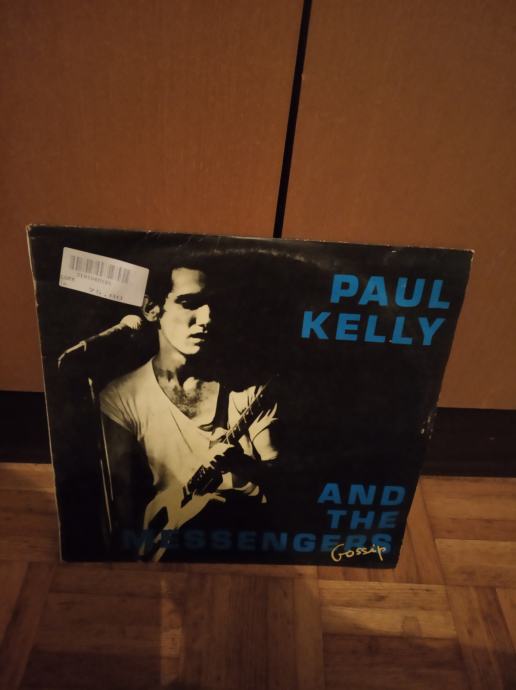 PAUL
KELLY
AND
THE
MESSENGERS
Gossip